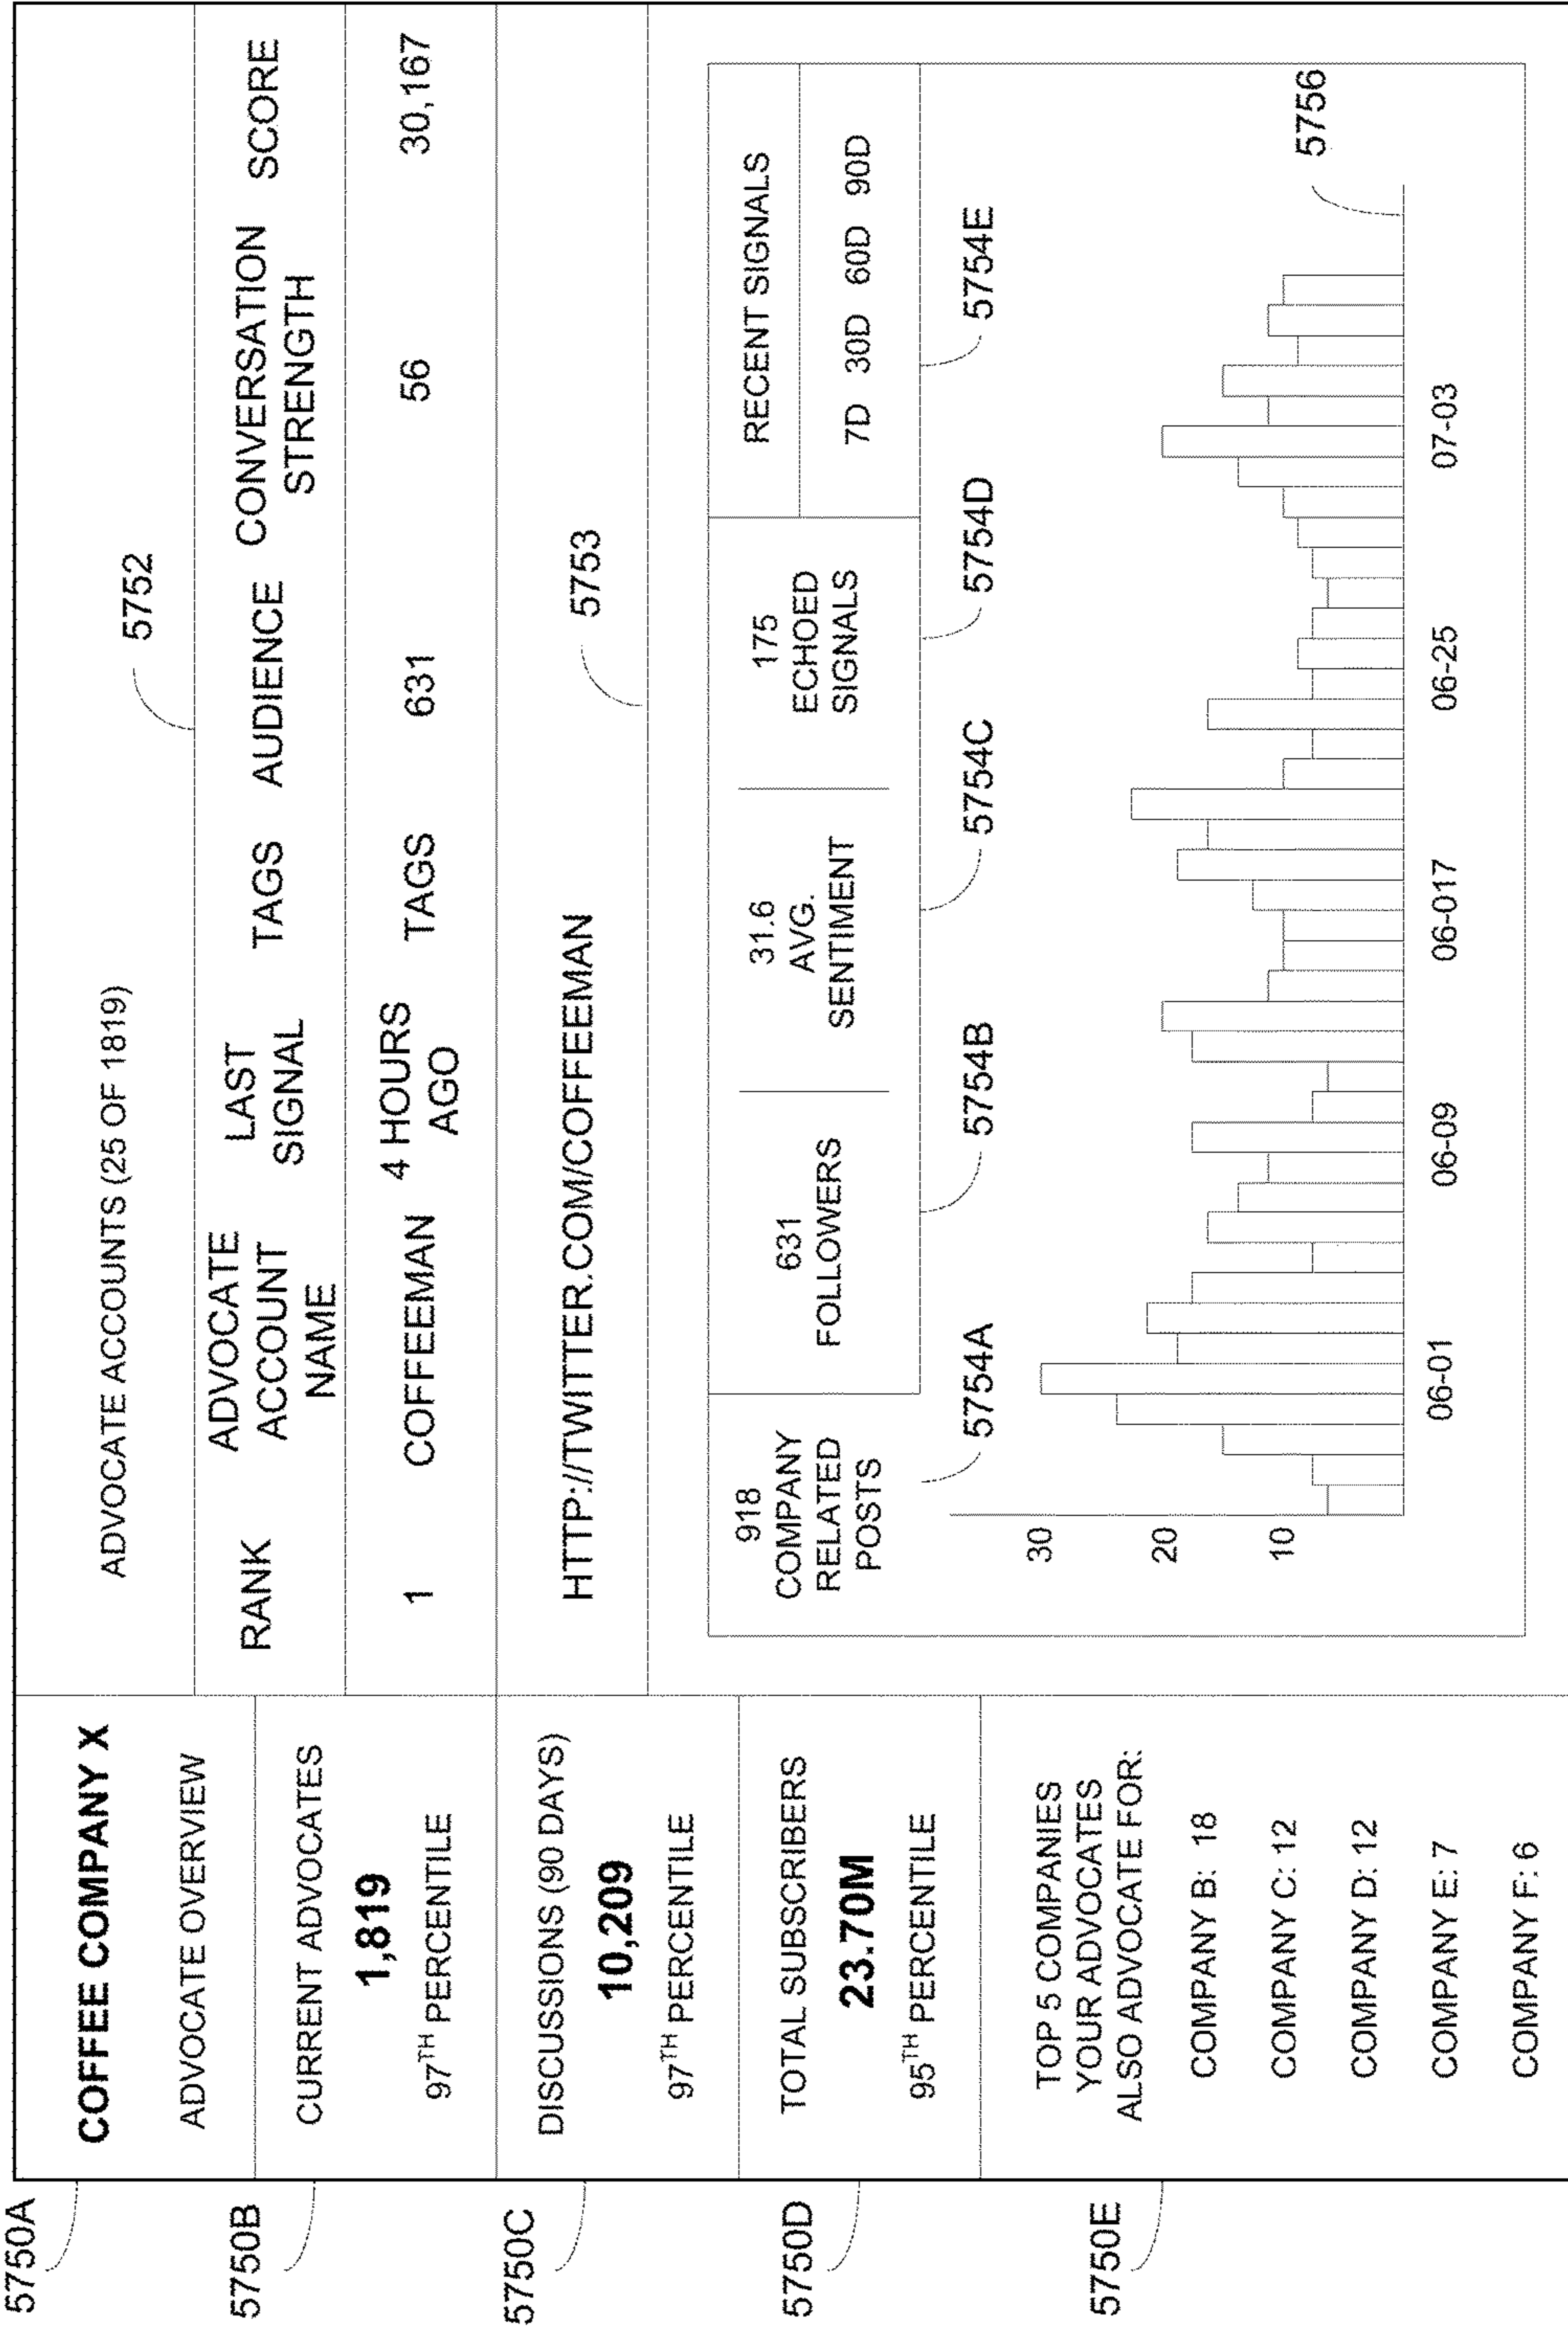 5750A
COFFEE COMPANY X
ADVOCATE OVERVIEW
5750B
CURRENT ADVOCATES
1,819
97TH PERCENTILE
5750C
DISCUSSIONS (90 DAYS)
10,209
97TH PERCENTILE
5750D
TOTAL SUBSCRIBERS
23.70M
95TH PERCENTILE
5750E
TOP 5 COMPANIES
YOUR ADVOCATES
ALSO ADVOCATE FOR:
COMPANY B: 18
COMPANY C: 12
COMPANY D: 12
COMPANY E: 7
COMPANY F: 6
ADVOCATE ACCOUNTS (25 OF 1819)
5752
RANK
ADVOCATE
ACCOUNT
NAME
LAST
SIGNAL
TAGS
AUDIENCE
CONVERSATION
STRENGTH
SCORE
1
COFFEEMAN
4 HOURS
AGO
TAGS
631
56
30,167
HTTP://TWITTER.COM/COFFEEMAN
5753
918
COMPANY
RELATED
POSTS
631
FOLLOWERS
31.6
AVG.
SENTIMENT
175
ECHOED
SIGNALS
RECENT SIGNALS
7D 30D 60D 90D
5754A
5754B
5754C
5754D
5754E
30
20
10
5756
06-01
06-09
06-017
06-25
07-03